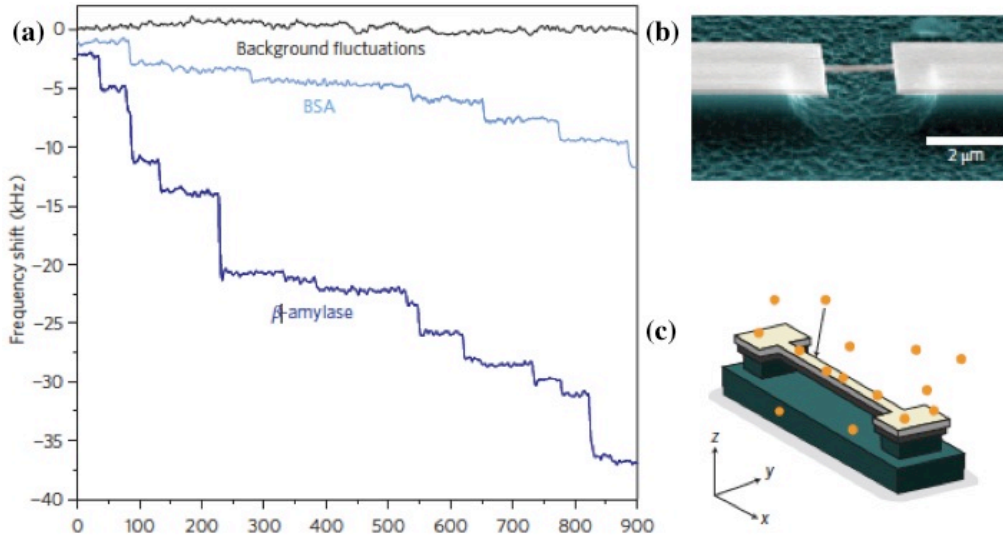 (a)
Frequency shift (kHz)
0
−5
−10
−15
−20
−25
−30
−35
−40
Background fluctuations
BSA
β-amylase
0 100 200 300 400 500 600 700 800 900
(b)
2 μm
(c)
z
y
x